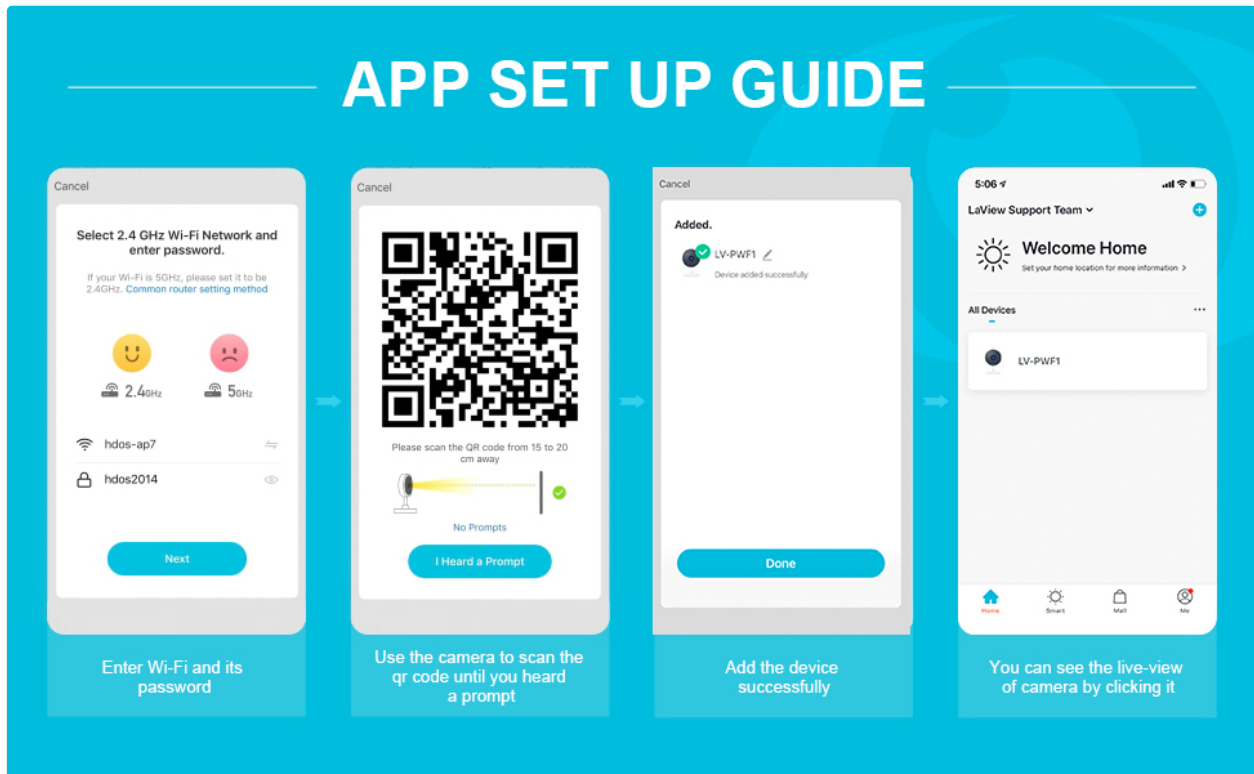 APP SET UP GUIDE
Cancel
Select 2.4 GHz Wi-Fi Network and
enter password.
If your Wi-Fi is 5GHz, please set it to be
2.4GHz. Common router setting method
2.4GHz
5GHz
hdos-ap7
hdos2014
Next
Enter Wi-Fi and its
password
Cancel
Please scan the QR code from 15 to 20
cm away
No Prompts
I Heard a Prompt
Use the camera to scan the
qr code until you heard
a prompt
Cancel
Added.
LV-PWF1
Device added successfully
Done
Add the device
successfully
5:06
LaView Support Team
Welcome Home
Set your home location for more information >
All Devices
LV-PWF1
Home
Smart
Mall
Me
You can see the live-view
of camera by clicking it